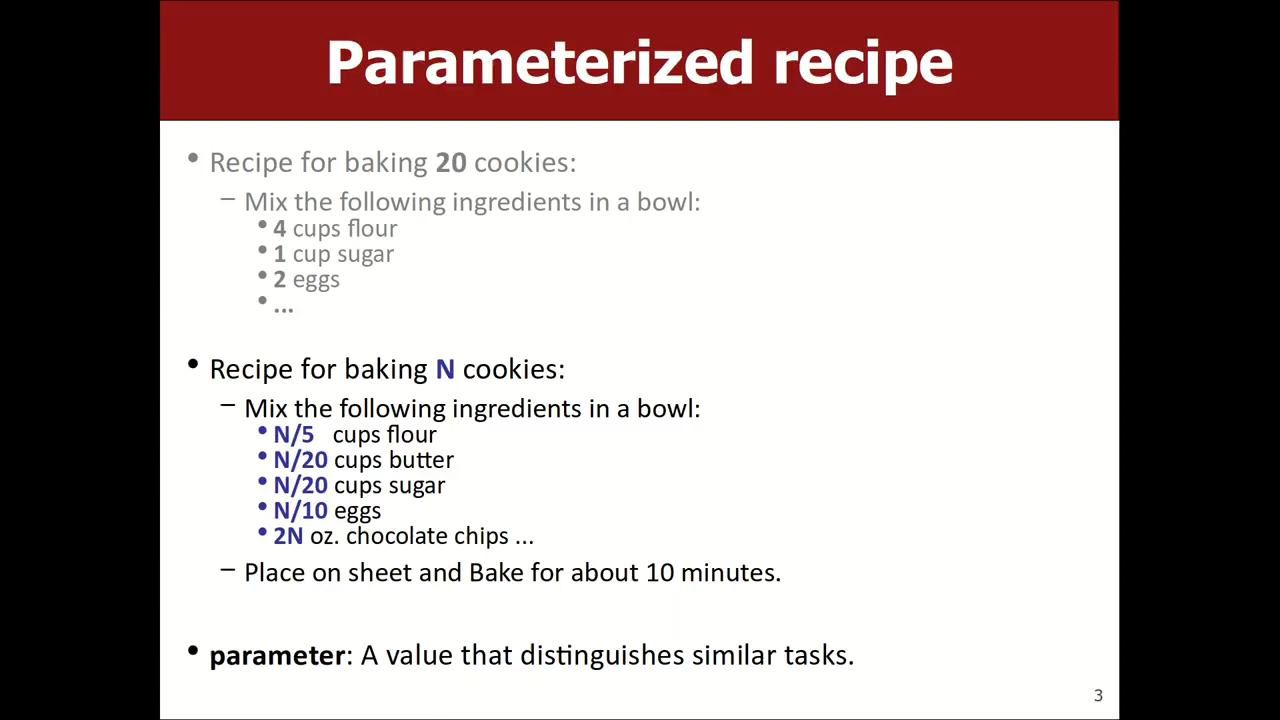 Parameterized recipe
• Recipe for baking 20 cookies:
– Mix the following ingredients in a bowl:
• 4 cups flour
• 1 cup sugar
• 2 eggs
• ...
• Recipe for baking N cookies:
– Mix the following ingredients in a bowl:
• N/5 cups flour
• N/20 cups butter
• N/20 cups sugar
• N/10 eggs
• 2N oz. chocolate chips ...
– Place on sheet and Bake for about 10 minutes.
• parameter: A value that distinguishes similar tasks.
3